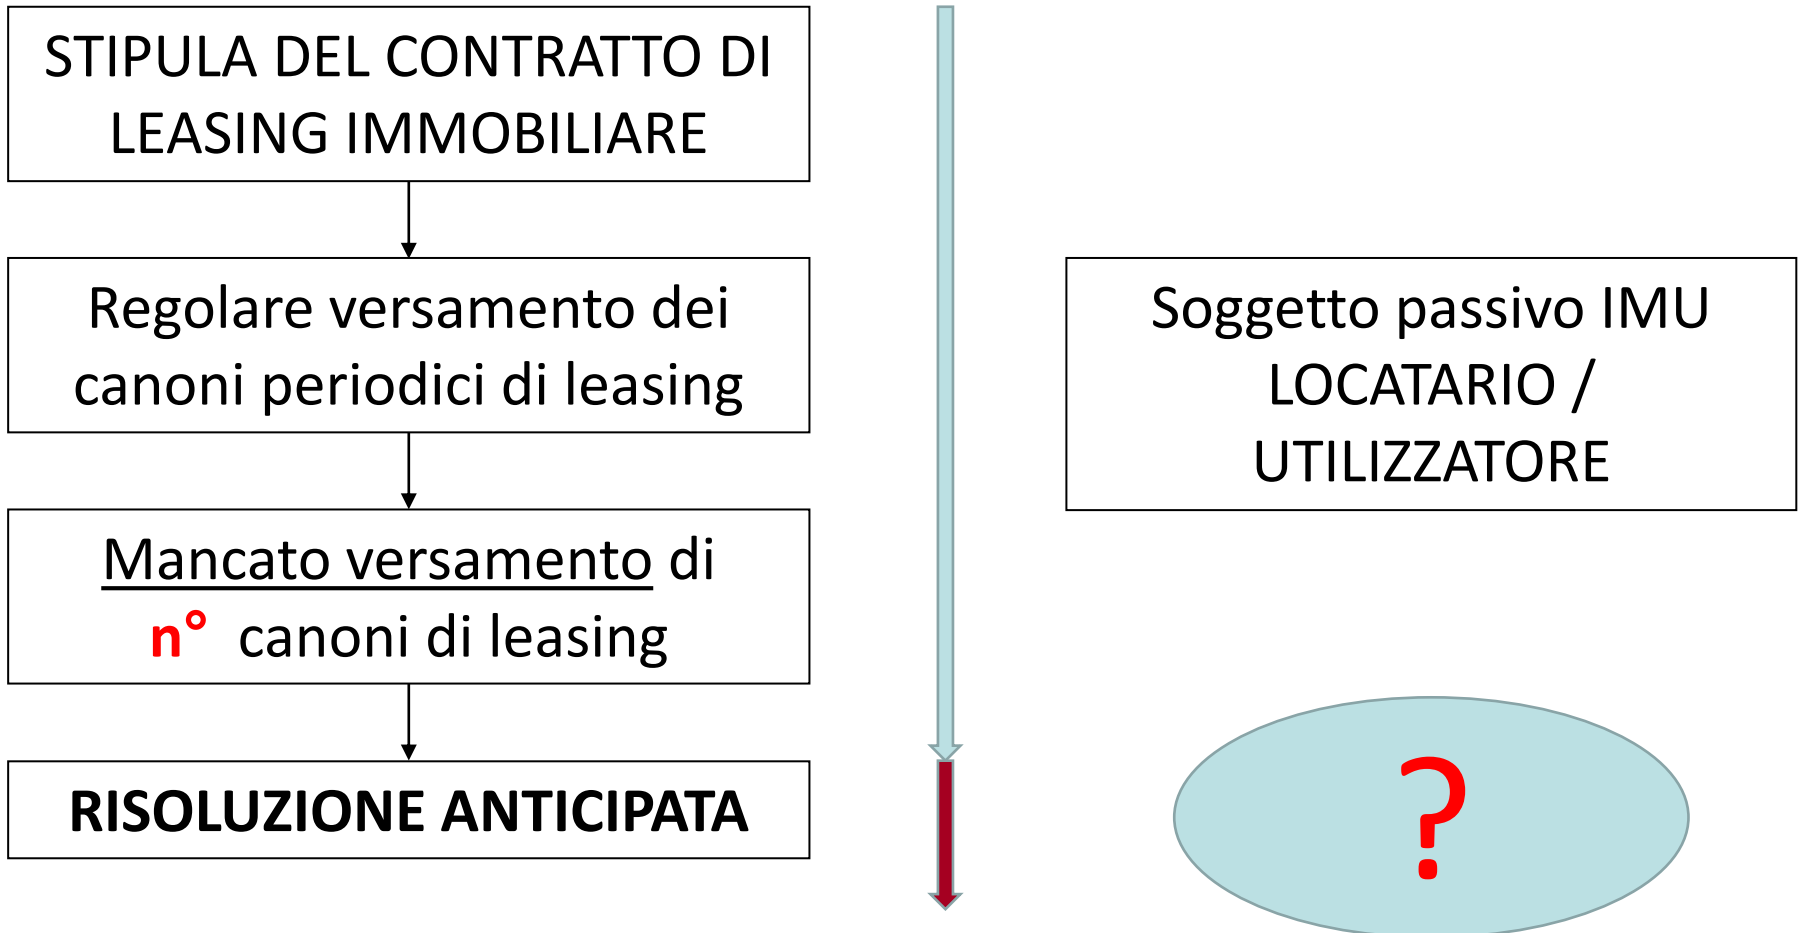 STIPULA DEL CONTRATTO DI
LEASING IMMOBILIARE
Regolare versamento dei
canoni periodici di leasing
Mancato versamento di
n° canoni di leasing
RISOLUZIONE ANTICIPATA
Soggetto passivo IMU
LOCATARIO /
UTILIZZATORE
?